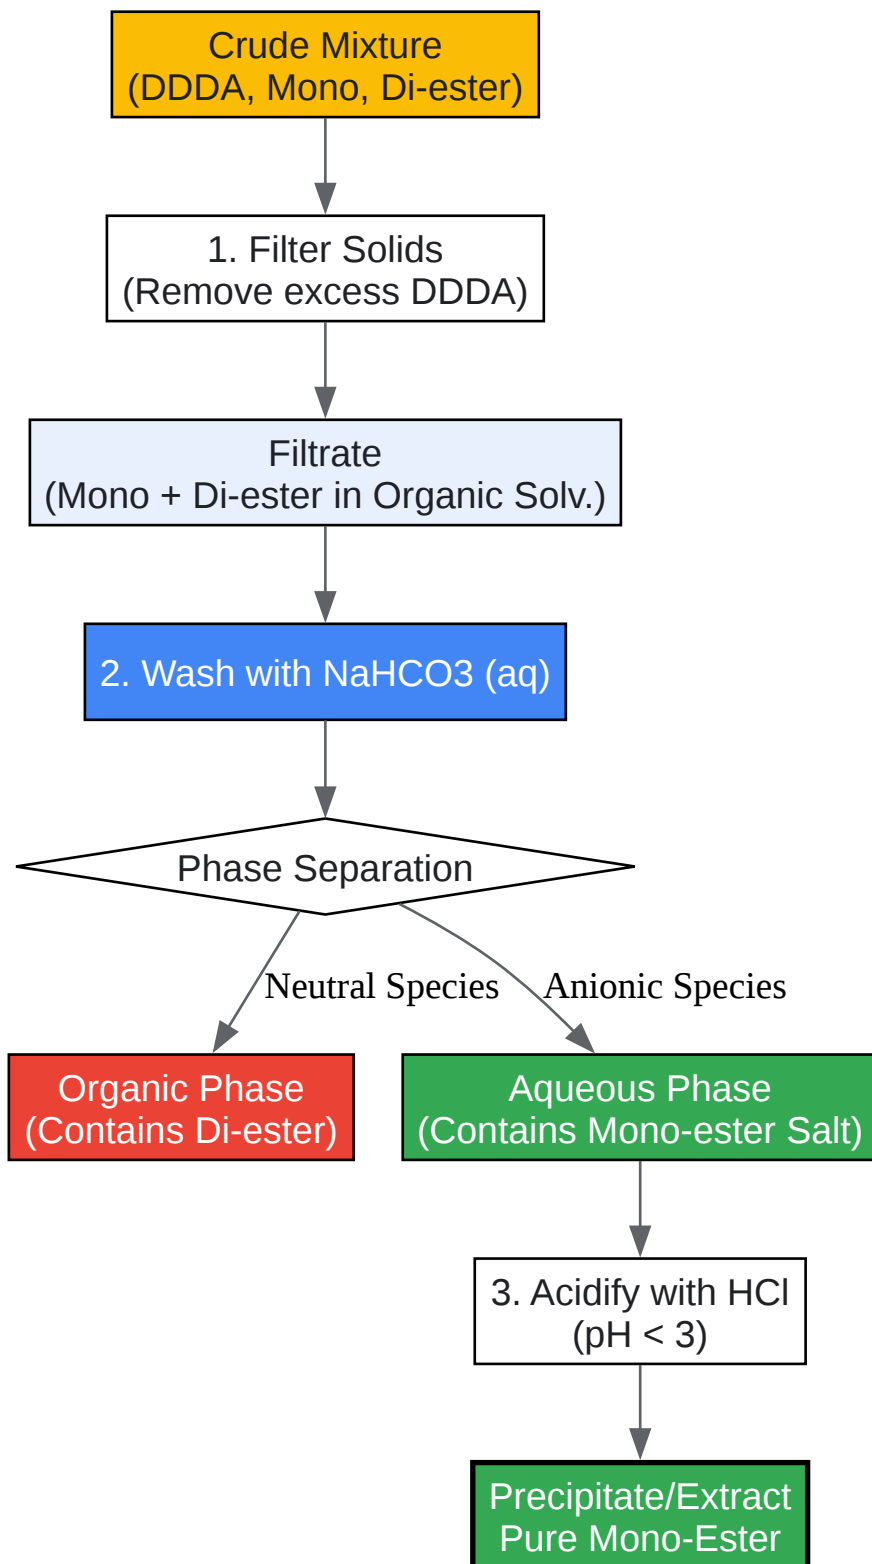 Crude Mixture
(DDDA, Mono, Di-ester)
1. Filter Solids
(Remove excess DDDA)
Filtrate
(Mono + Di-ester in Organic Solv.)
2. Wash with NaHCO3 (aq)
Phase Separation
Neutral Species
Anionic Species
Organic Phase
(Contains Di-ester)
Aqueous Phase
(Contains Mono-ester Salt)
3. Acidify with HCl
(pH < 3)
Precipitate/Extract
Pure Mono-Ester